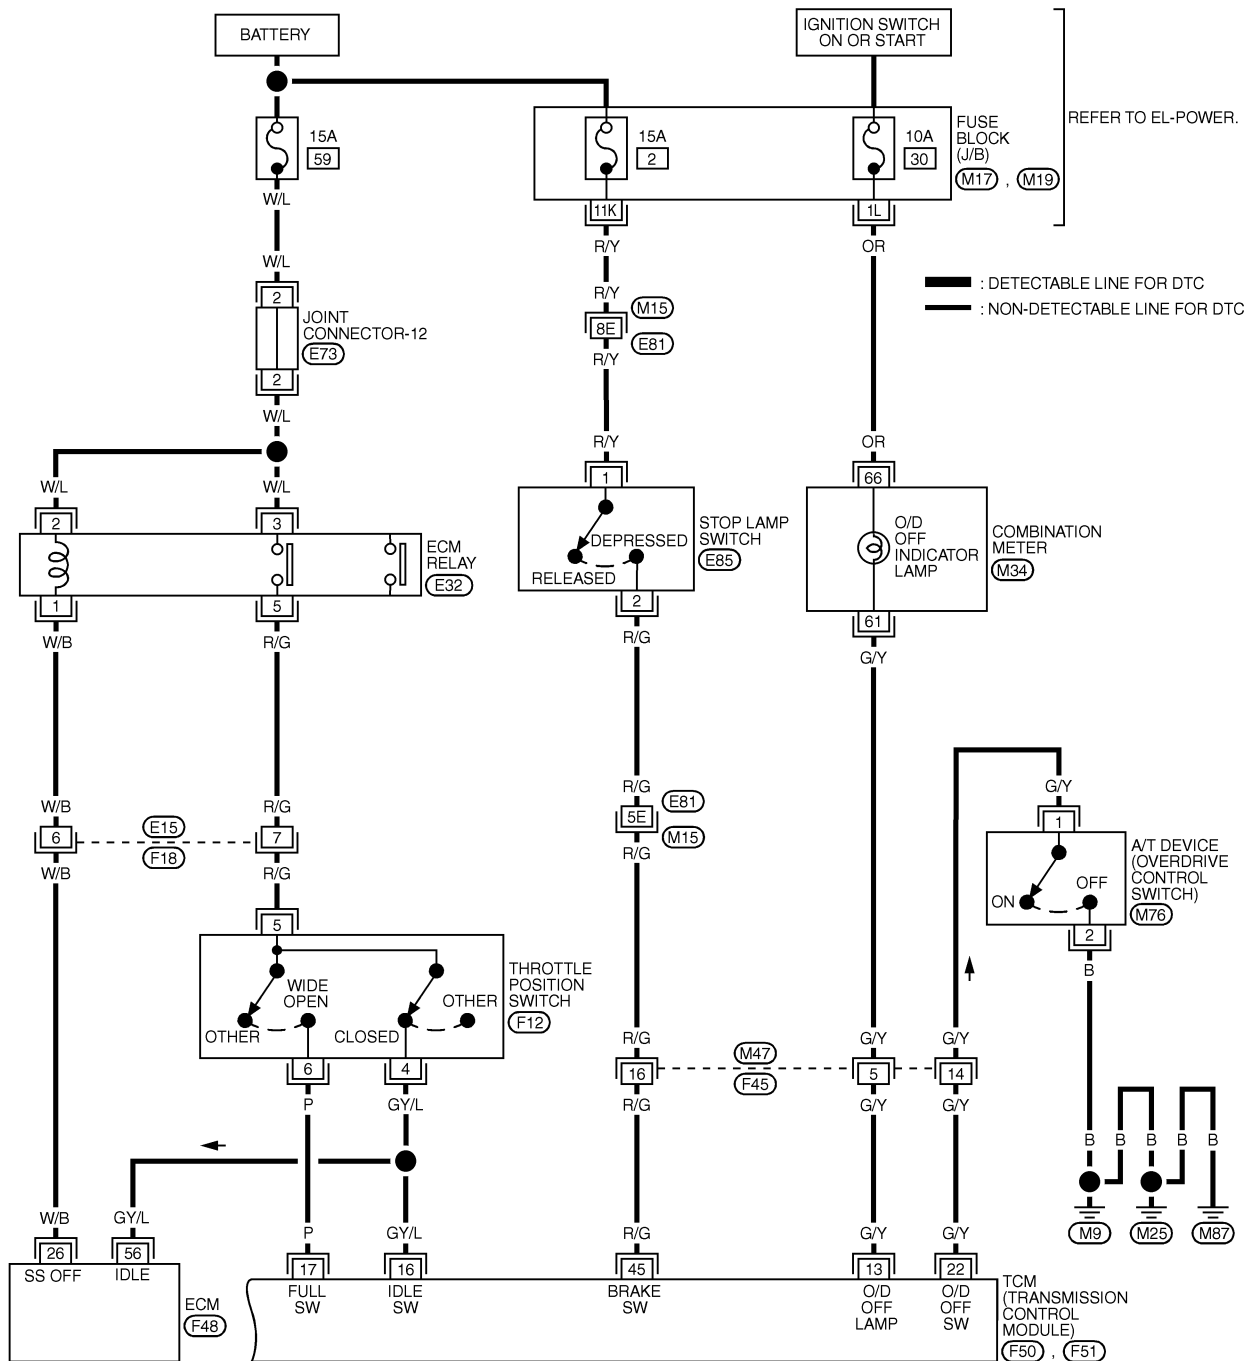 BATTERY
IGNITION SWITCH
ON OR START
REFER TO EL-POWER.
15A
59
15A
2
10A
30
FUSE
BLOCK
(J/B)
M17 , M19
W/L
11K
1L
R/Y
OR
W/L
2
JOINT
CONNECTOR-12
E73
2
W/L
R/Y
M15
8E
E81
R/Y
: DETECTABLE LINE FOR DTC
: NON-DETECTABLE LINE FOR DTC
R/Y
OR
W/L
W/L
2
3
ECM
RELAY
E32
1
5
1
DEPRESSED
RELEASED
STOP LAMP
SWITCH
E85
2
66
O/D
OFF
INDICATOR
LAMP
COMBINATION
METER
M34
61
W/B
R/G
R/G
G/Y
W/B
R/G
6
E15
F18
7
W/B
R/G
R/G
E81
5E
M15
R/G
G/Y
1
A/T DEVICE
(OVERDRIVE
CONTROL
SWITCH)
M76
ON
OFF
2
B
5
WIDE
OPEN
OTHER
CLOSED
OTHER
THROTTLE
POSITION
SWITCH
F12
6
4
P
GY/L
R/G
G/Y
G/Y
16
M47
F45
5
14
R/G
G/Y
G/Y
B
B
B
B
B
M9
M25
M87
W/B
GY/L
P
GY/L
R/G
G/Y
G/Y
26
56
17
16
45
13
22
SS OFF
IDLE
ECM
F48
FULL
SW
IDLE
SW
BRAKE
SW
O/D
OFF
LAMP
O/D
OFF
SW
TCM
(TRANSMISSION
CONTROL
MODULE)
F50 , F51